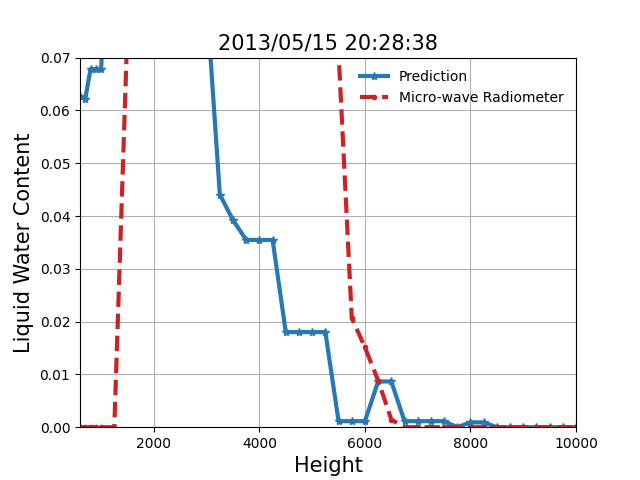 2013/05/15 20:28:38
Prediction
Micro-wave Radiometer
Liquid Water Content
0.07
0.06
0.05
0.04
0.03
0.02
0.01
0.00
2000 4000 6000 8000 10000
Height